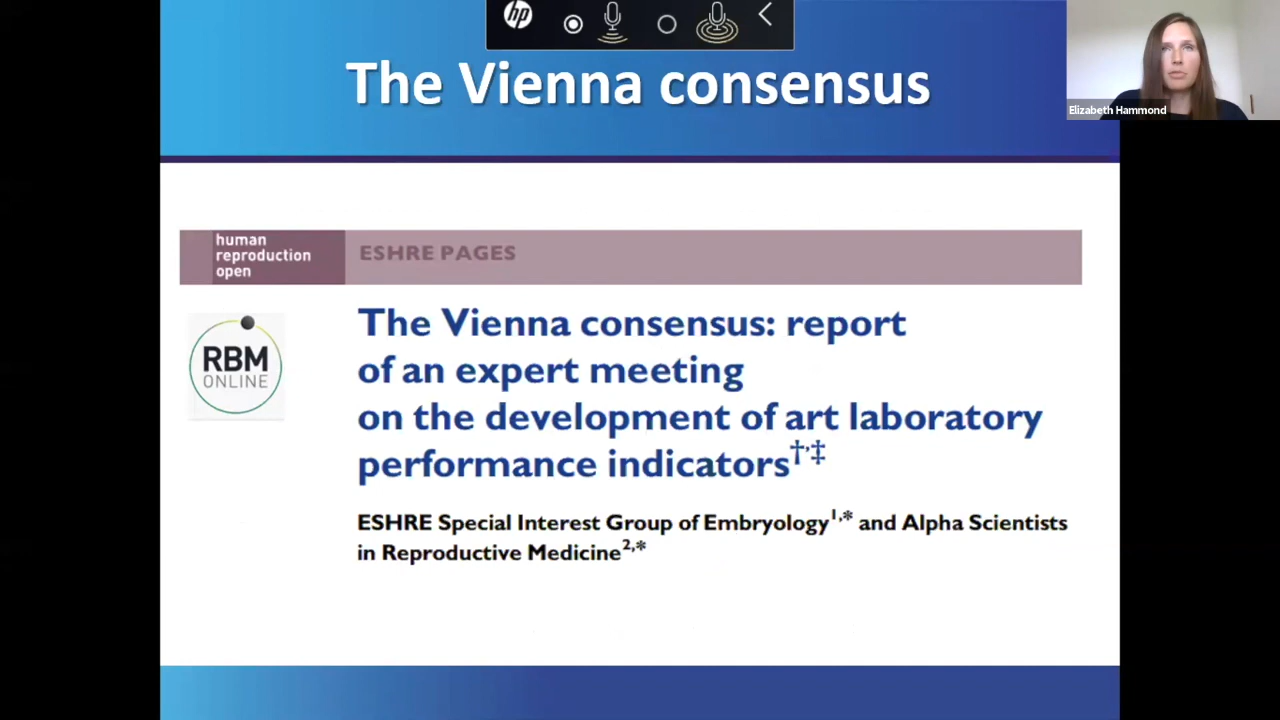 hp
The Vienna consensus
Elizabeth Hammond
human
reproduction
open
ESHRE PAGES
RBM
ONLINE
The Vienna consensus: report
of an expert meeting
on the development of art laboratory
performance indicators†,‡
ESHRE Special Interest Group of Embryology1,* and Alpha Scientists
in Reproductive Medicine2,*